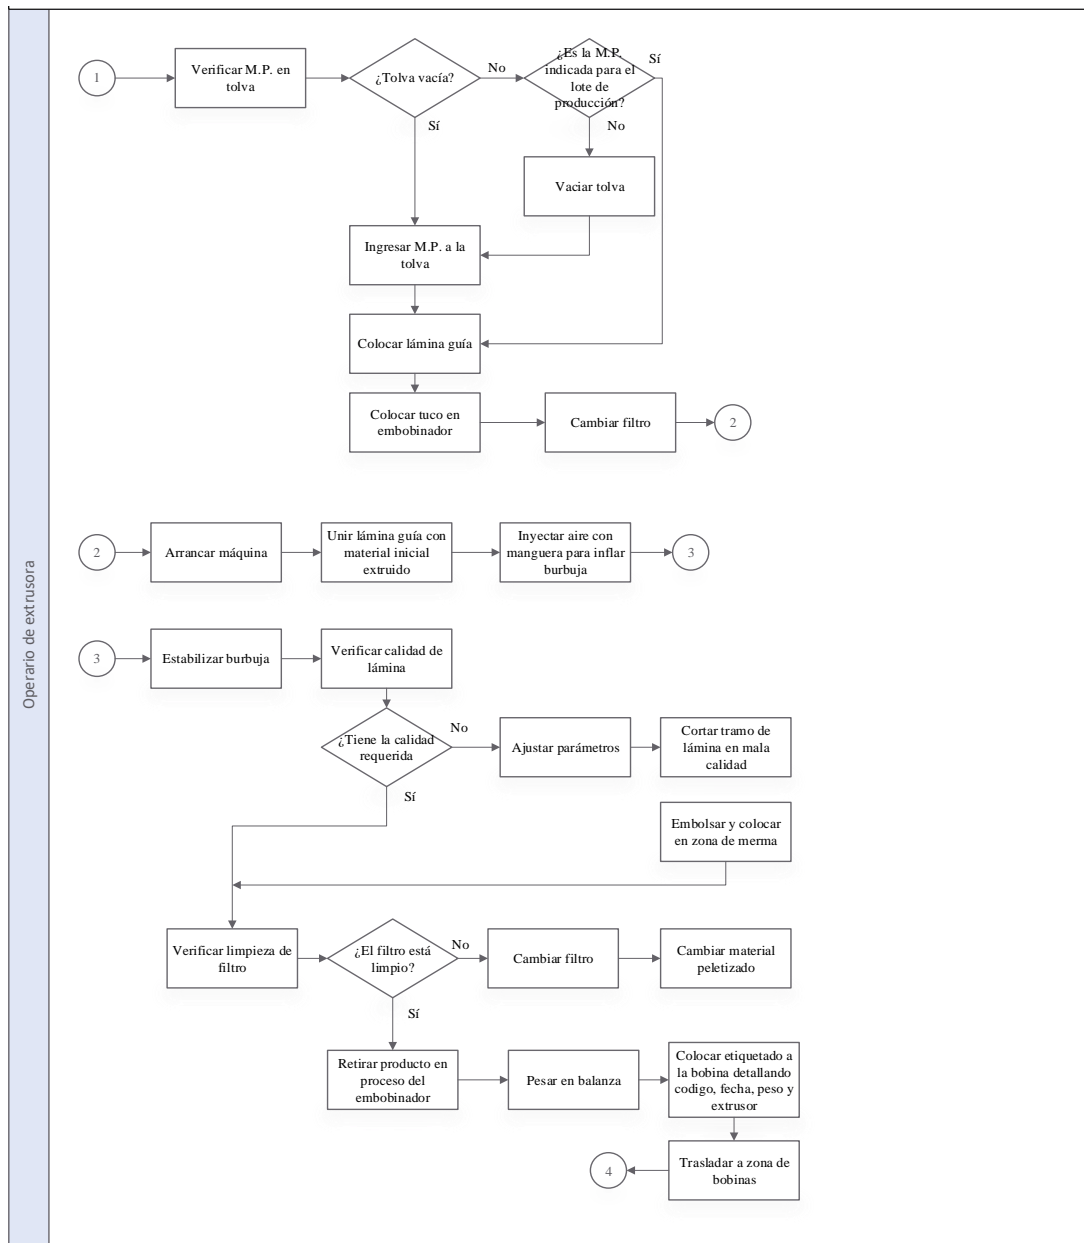 Operario de extrusora
1
Verificar M.P. en
tolva
¿Tolva vacía?
No
¿Es la M.P.
indicada para el
lote de
producción?
Sí
Sí
No
Vaciar tolva
Ingresar M.P. a la
tolva
Colocar lámina guía
Colocar tuco en
embobinador
Cambiar filtro
2
2
Arrancar máquina
Unir lámina guía con
material inicial
extruido
Inyectar aire con
manguera para inflar
burbuja
3
3
Estabilizar burbuja
Verificar calidad de
lámina
¿Tiene la calidad
requerida
No
Ajustar parámetros
Cortar tramo de
lámina en mala
calidad
Sí
Embolsar y colocar
en zona de merma
Verificar limpieza de
filtro
¿El filtro está
limpio?
No
Cambiar filtro
Cambiar material
peletizado
Sí
Retirar producto en
proceso del
embobinador
Pesar en balanza
Colocar etiquetado a
la bobina detallando
codigo, fecha, peso y
extrusor
4
Trasladar a zona de
bobinas